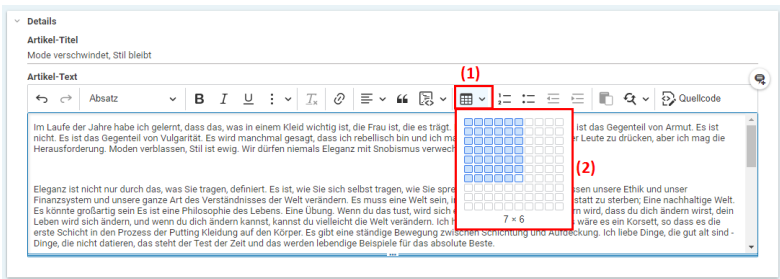 Details
Artikel-Titel
Mode verschwindet, Stil bleibt
Artikel-Text
(1)
Absatz
B I U
Quellcode
Im Laufe der Jahre habe ich gelernt, dass das, was in einem Kleid wichtig ist, die Frau ist, die es trägt. ist das Gegenteil von Armut. Es ist
nicht. Es ist das Gegenteil von Vulgarität. Es wird manchmal gesagt, dass ich rebellisch bin und ich ma r Leute zu drücken, aber ich mag die
Herausforderung. Moden verblassen, Stil ist ewig. Wir dürfen niemals Eleganz mit Snobismus verwech
(2)
Eleganz ist nicht nur durch das, was Sie tragen, definiert. Es ist, wie Sie sich selbst tragen, wie Sie spre ssen unsere Ethik und unser
Finanzsystem und unsere ganze Art des Verständnisses der Welt verändern. Es muss eine Welt sein, i statt zu sterben; Eine nachhaltige Welt.
Es könnte großartig sein Es ist eine Philosophie des Lebens. Eine Übung. Wenn du das tust, wird sich rn wird, dass du dich ändern wirst, dein
Leben wird sich ändern, und wenn du dich ändern kannst, kannst du vielleicht die Welt verändern. Ich h s wäre es ein Korsett, so dass es die
7 × 6
erste Schicht in den Prozess der Putting Kleidung auf den Körper. Es gibt eine ständige Bewegung zwischen Schichtung und Aufdeckung. Ich liebe Dinge, die gut alt sind -
Dinge, die nicht datieren, das steht der Test der Zeit und das werden lebendige Beispiele für das absolute Beste.